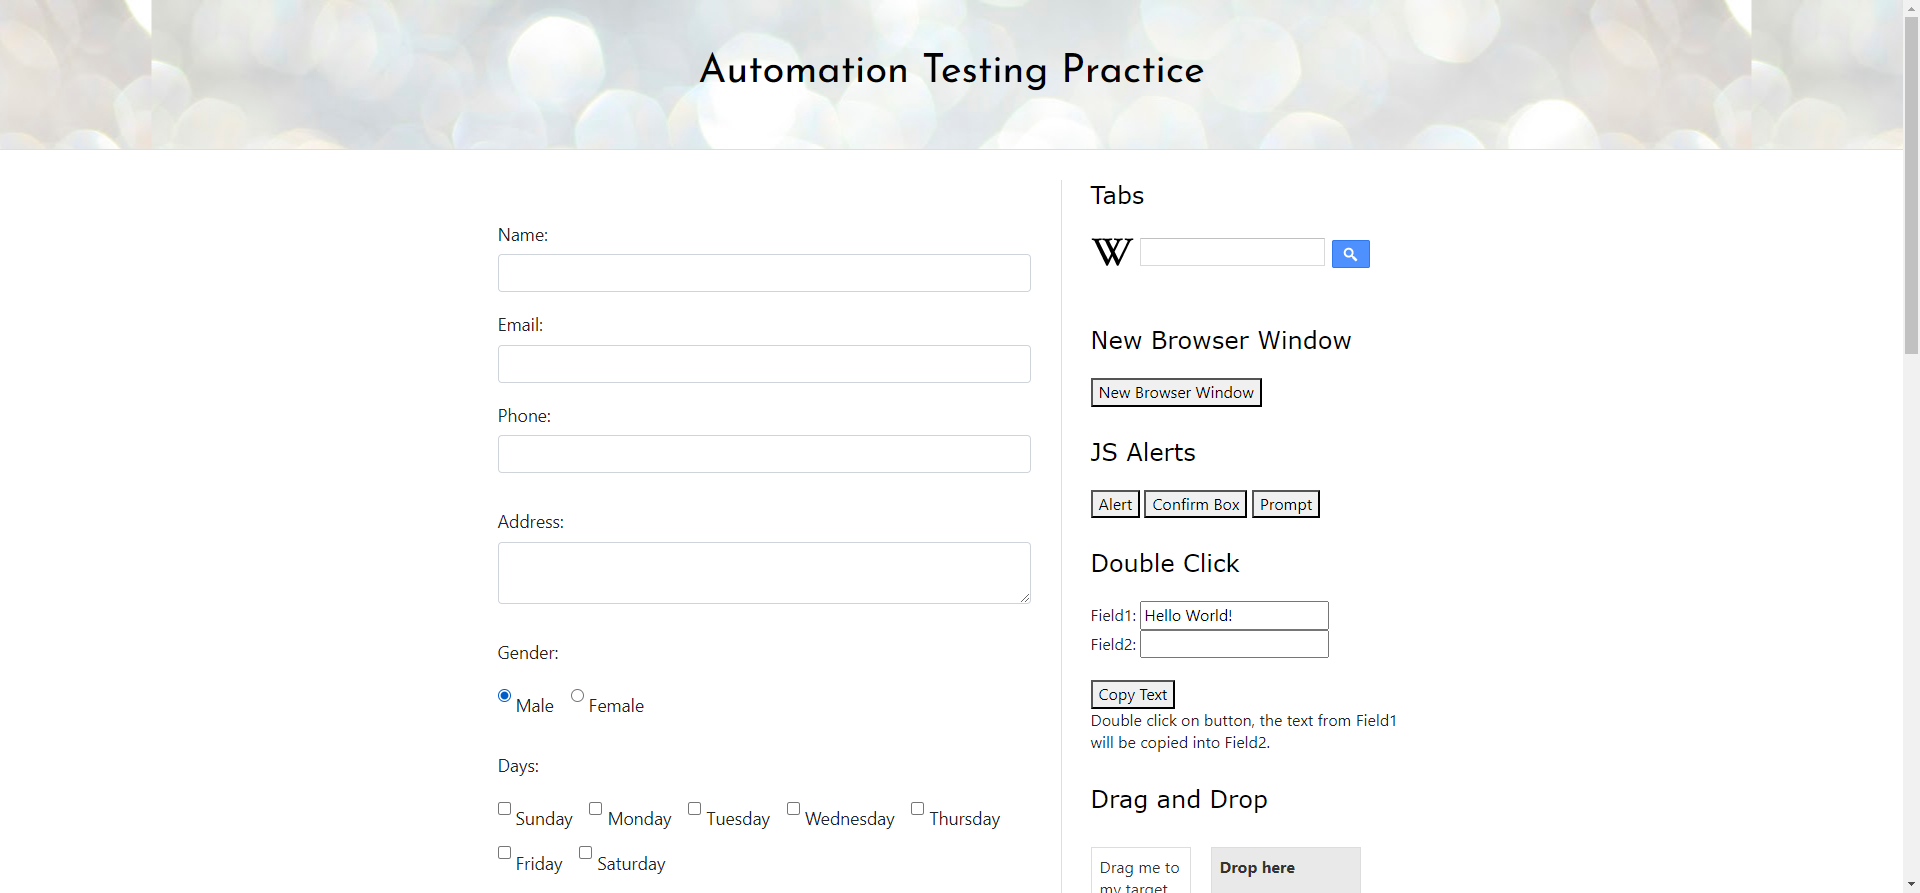 Automation Testing Practice
Name:
Email:
Phone:
Address:
Gender:
Male Female
Days:
Sunday Monday Tuesday Wednesday Thursday
Friday Saturday
Tabs
W
New Browser Window
New Browser Window
JS Alerts
Alert Confirm Box Prompt
Double Click
Field1: Hello World!
Field2:
Copy Text
Double click on button, the text from Field1
will be copied into Field2.
Drag and Drop
Drag me to
my target
Drop here